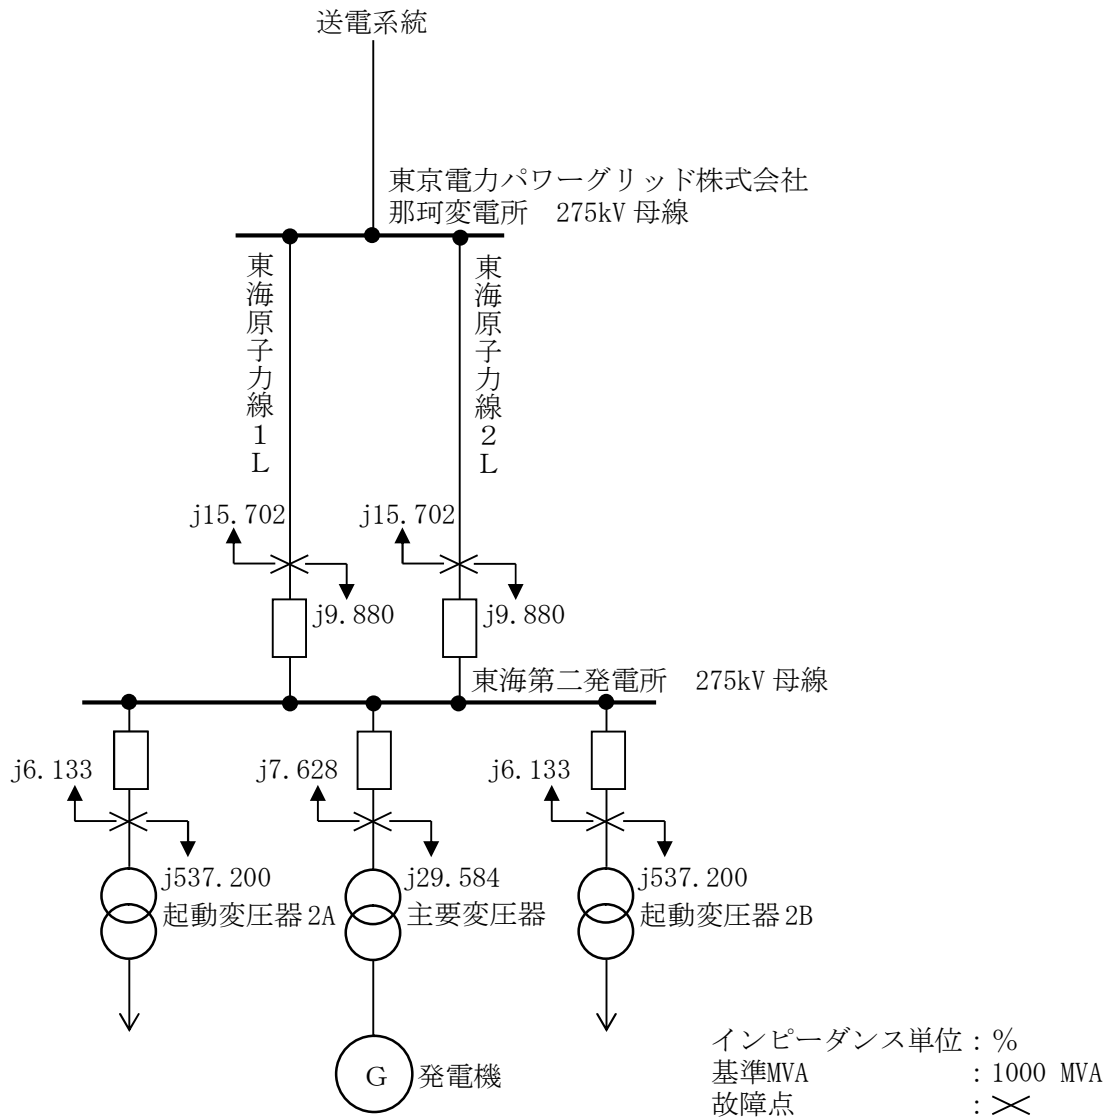 送電系統
東京電力パワーグリッド株式会社
那珂変電所　275kV 母線
東海原子力線１L
東海原子力線２L
j15.702
j15.702
j9.880
j9.880
東海第二発電所　275kV 母線
j6.133
j7.628
j6.133
j537.200
起動変圧器 2A
j29.584
主要変圧器
j537.200
起動変圧器 2B
G 発電機
インピーダンス単位：％
基準MVA　：1000 MVA
故障点　：